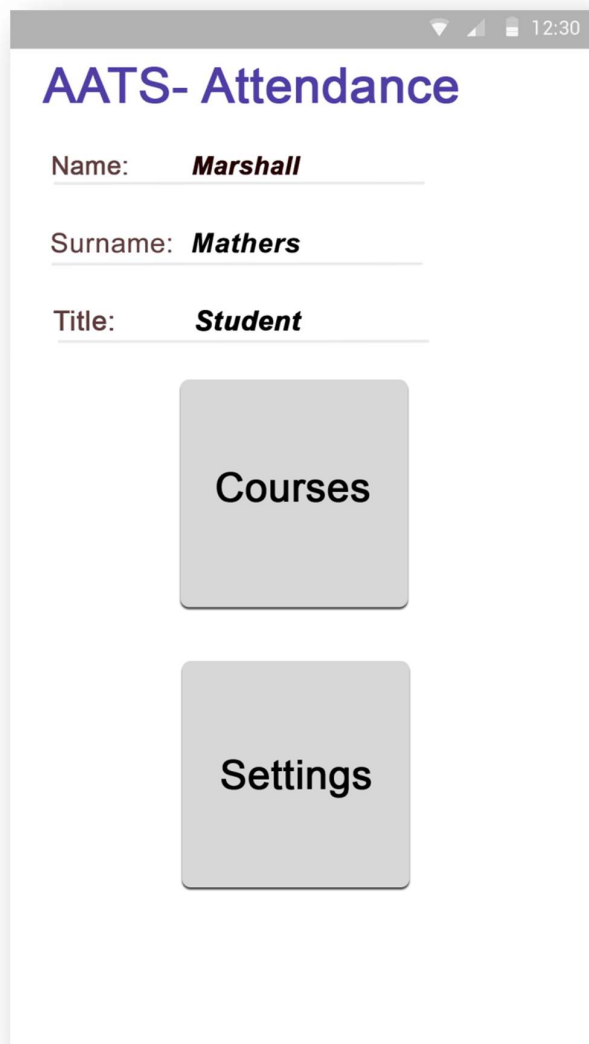 12:30
AATS- Attendance
Name: Marshall
Surname: Mathers
Title: Student
Courses
Settings